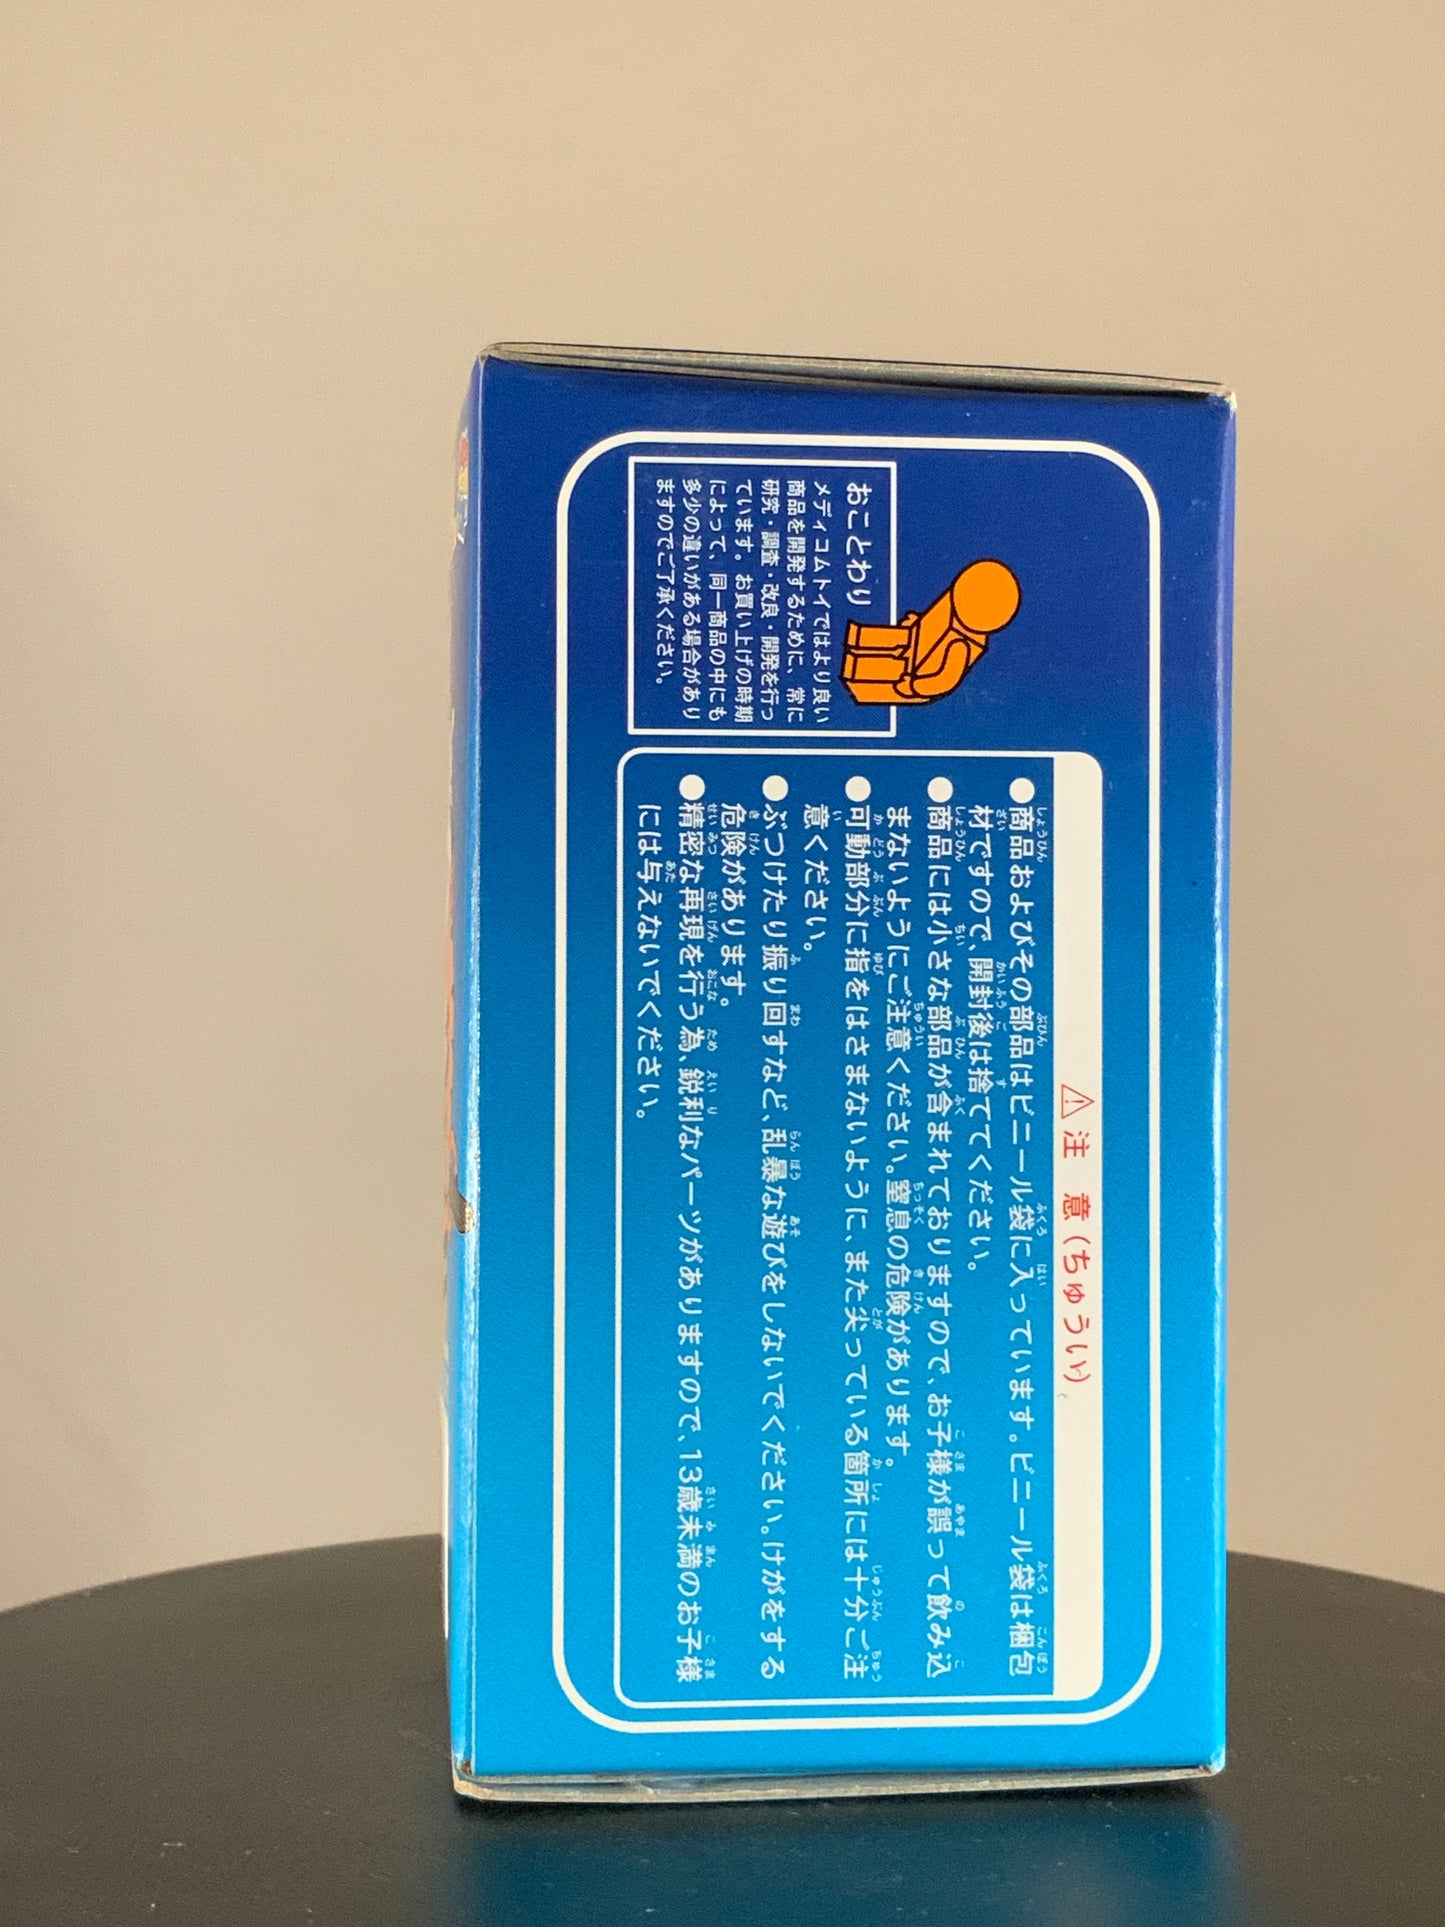 おことわり
メディコムトイではより良い
商品を開発するために、常に
研究・調査・改良・開発を行っ
ています。お買い上げの時期
によって、同一商品の中にも
多少の違いがある場合があり
ますのでご了承ください。
⚠注 意(ちゅうい)
●商品およびその部品はビニール袋に入っています。ビニール袋は梱包
材ですので、開封後は捨ててください。
●商品には小さな部品が含まれておりますので、お子様が誤って飲み込
まないようにご注意ください。窒息の危険があります。
●可動部分に指をはさまないように、また尖っている箇所には十分ご注
意ください。
●ぶつけたり振り回すなど、乱暴な遊びをしないでください。けがをする
危険があります。
●精密な再現を行う為、鋭利なパーツがありますので、13歳未満のお子様
には与えないでください。